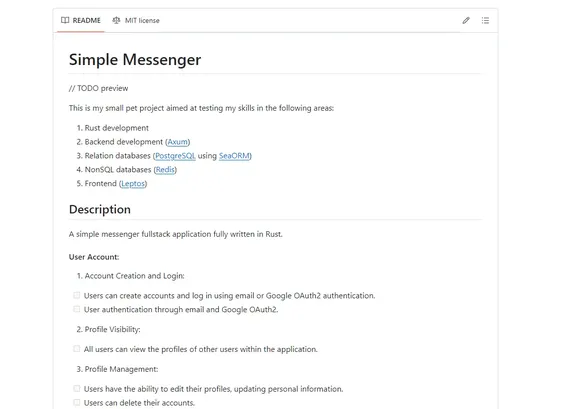 README MIT license
Simple Messenger
// TODO preview
This is my small pet project aimed at testing my skills in the following areas:
1. Rust development
2. Backend development (Axum)
3. Relation databases (PostgreSQL using SeaORM)
4. NonSQL databases (Redis)
5. Frontend (Leptos)
Description
A simple messenger fullstack application fully written in Rust.
User Account:
1. Account Creation and Login:
Users can create accounts and log in using email or Google OAuth2 authentication.
User authentication through email and Google OAuth2.
2. Profile Visibility:
All users can view the profiles of other users within the application.
3. Profile Management:
Users have the ability to edit their profiles, updating personal information.
Users can delete their accounts.